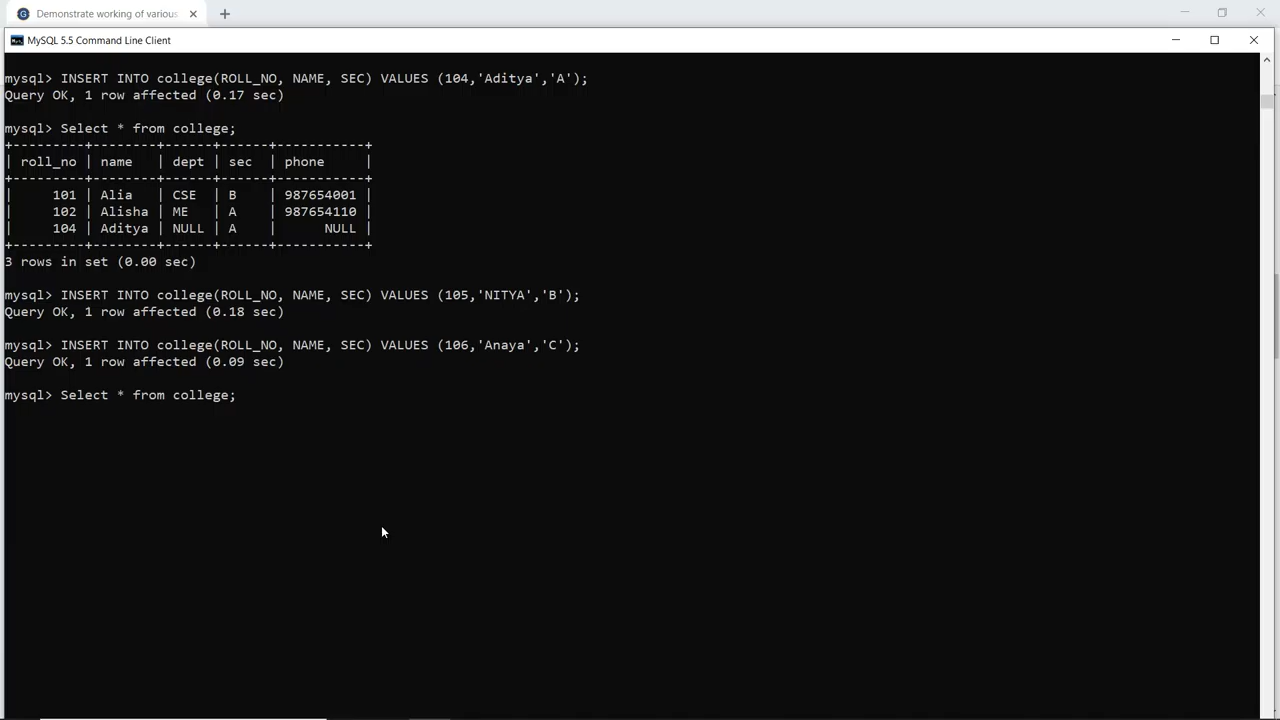 Demonstrate working of various
MySQL 5.5 Command Line Client
mysql> INSERT INTO college(ROLL_NO, NAME, SEC) VALUES (104,'Aditya','A');
Query OK, 1 row affected (0.17 sec)
mysql> Select * from college;
+---------+--------+------+------+-----------+
| roll_no | name   | dept | sec  | phone     |
+---------+--------+------+------+-----------+
|     101 | Alia   | CSE  | B    | 987654001 |
|     102 | Alisha | ME   | A    | 987654110 |
|     104 | Aditya | NULL | A    |      NULL |
+---------+--------+------+------+-----------+
3 rows in set (0.00 sec)
mysql> INSERT INTO college(ROLL_NO, NAME, SEC) VALUES (105,'NITYA','B');
Query OK, 1 row affected (0.18 sec)
mysql> INSERT INTO college(ROLL_NO, NAME, SEC) VALUES (106,'Anaya','C');
Query OK, 1 row affected (0.09 sec)
mysql> Select * from college;